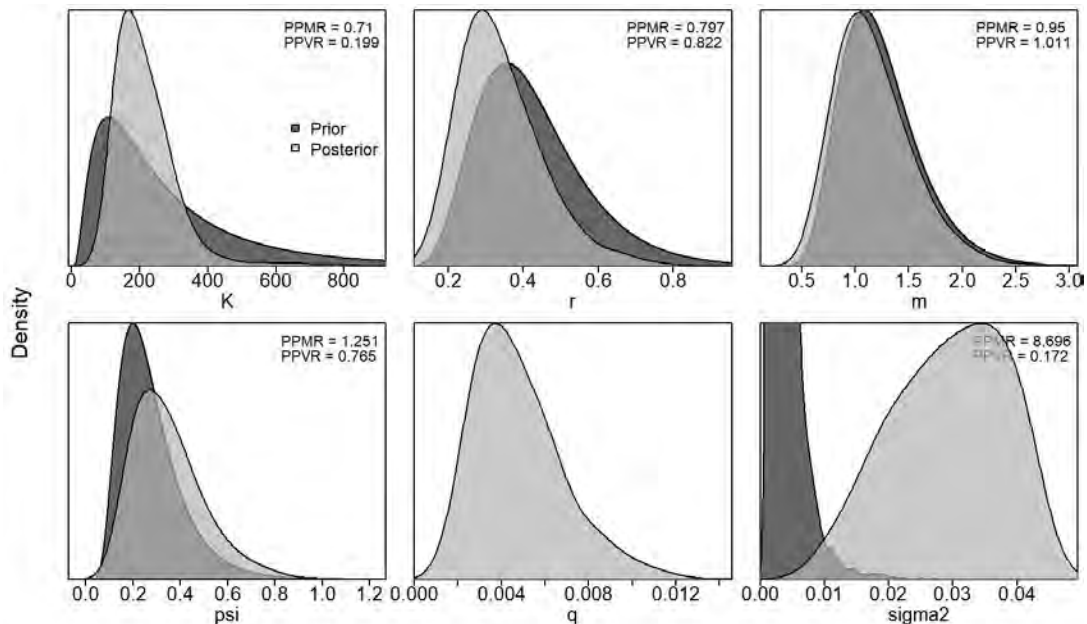 PPMR = 0.71
PPVR = 0.199
Prior
Posterior
0 200 400 600 800
K
PPMR = 0.797
PPVR = 0.822
0.2 0.4 0.6 0.8
r
PPMR = 0.95
PPVR = 1.011
0.5 1.0 1.5 2.0 2.5 3.0
m
Density
PPMR = 1.251
PPVR = 0.765
0.0 0.2 0.4 0.6 0.8 1.0 1.2
psi
0.000 0.004 0.008 0.012
q
PPMR = 8.696
PPVR = 0.172
0.00 0.01 0.02 0.03 0.04
sigma2